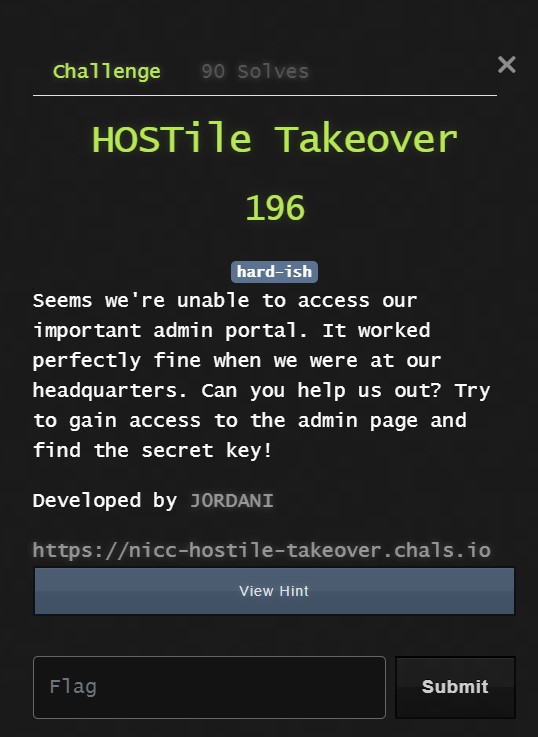 Challenge 90 Solves ×
HOSTile Takeover
196
hard-ish
Seems we're unable to access our
important admin portal. It worked
perfectly fine when we were at our
headquarters. Can you help us out? Try
to gain access to the admin page and
find the secret key!
Developed by J0RDANI
https://nicc-hostile-takeover.chals.io
View Hint
Flag Submit